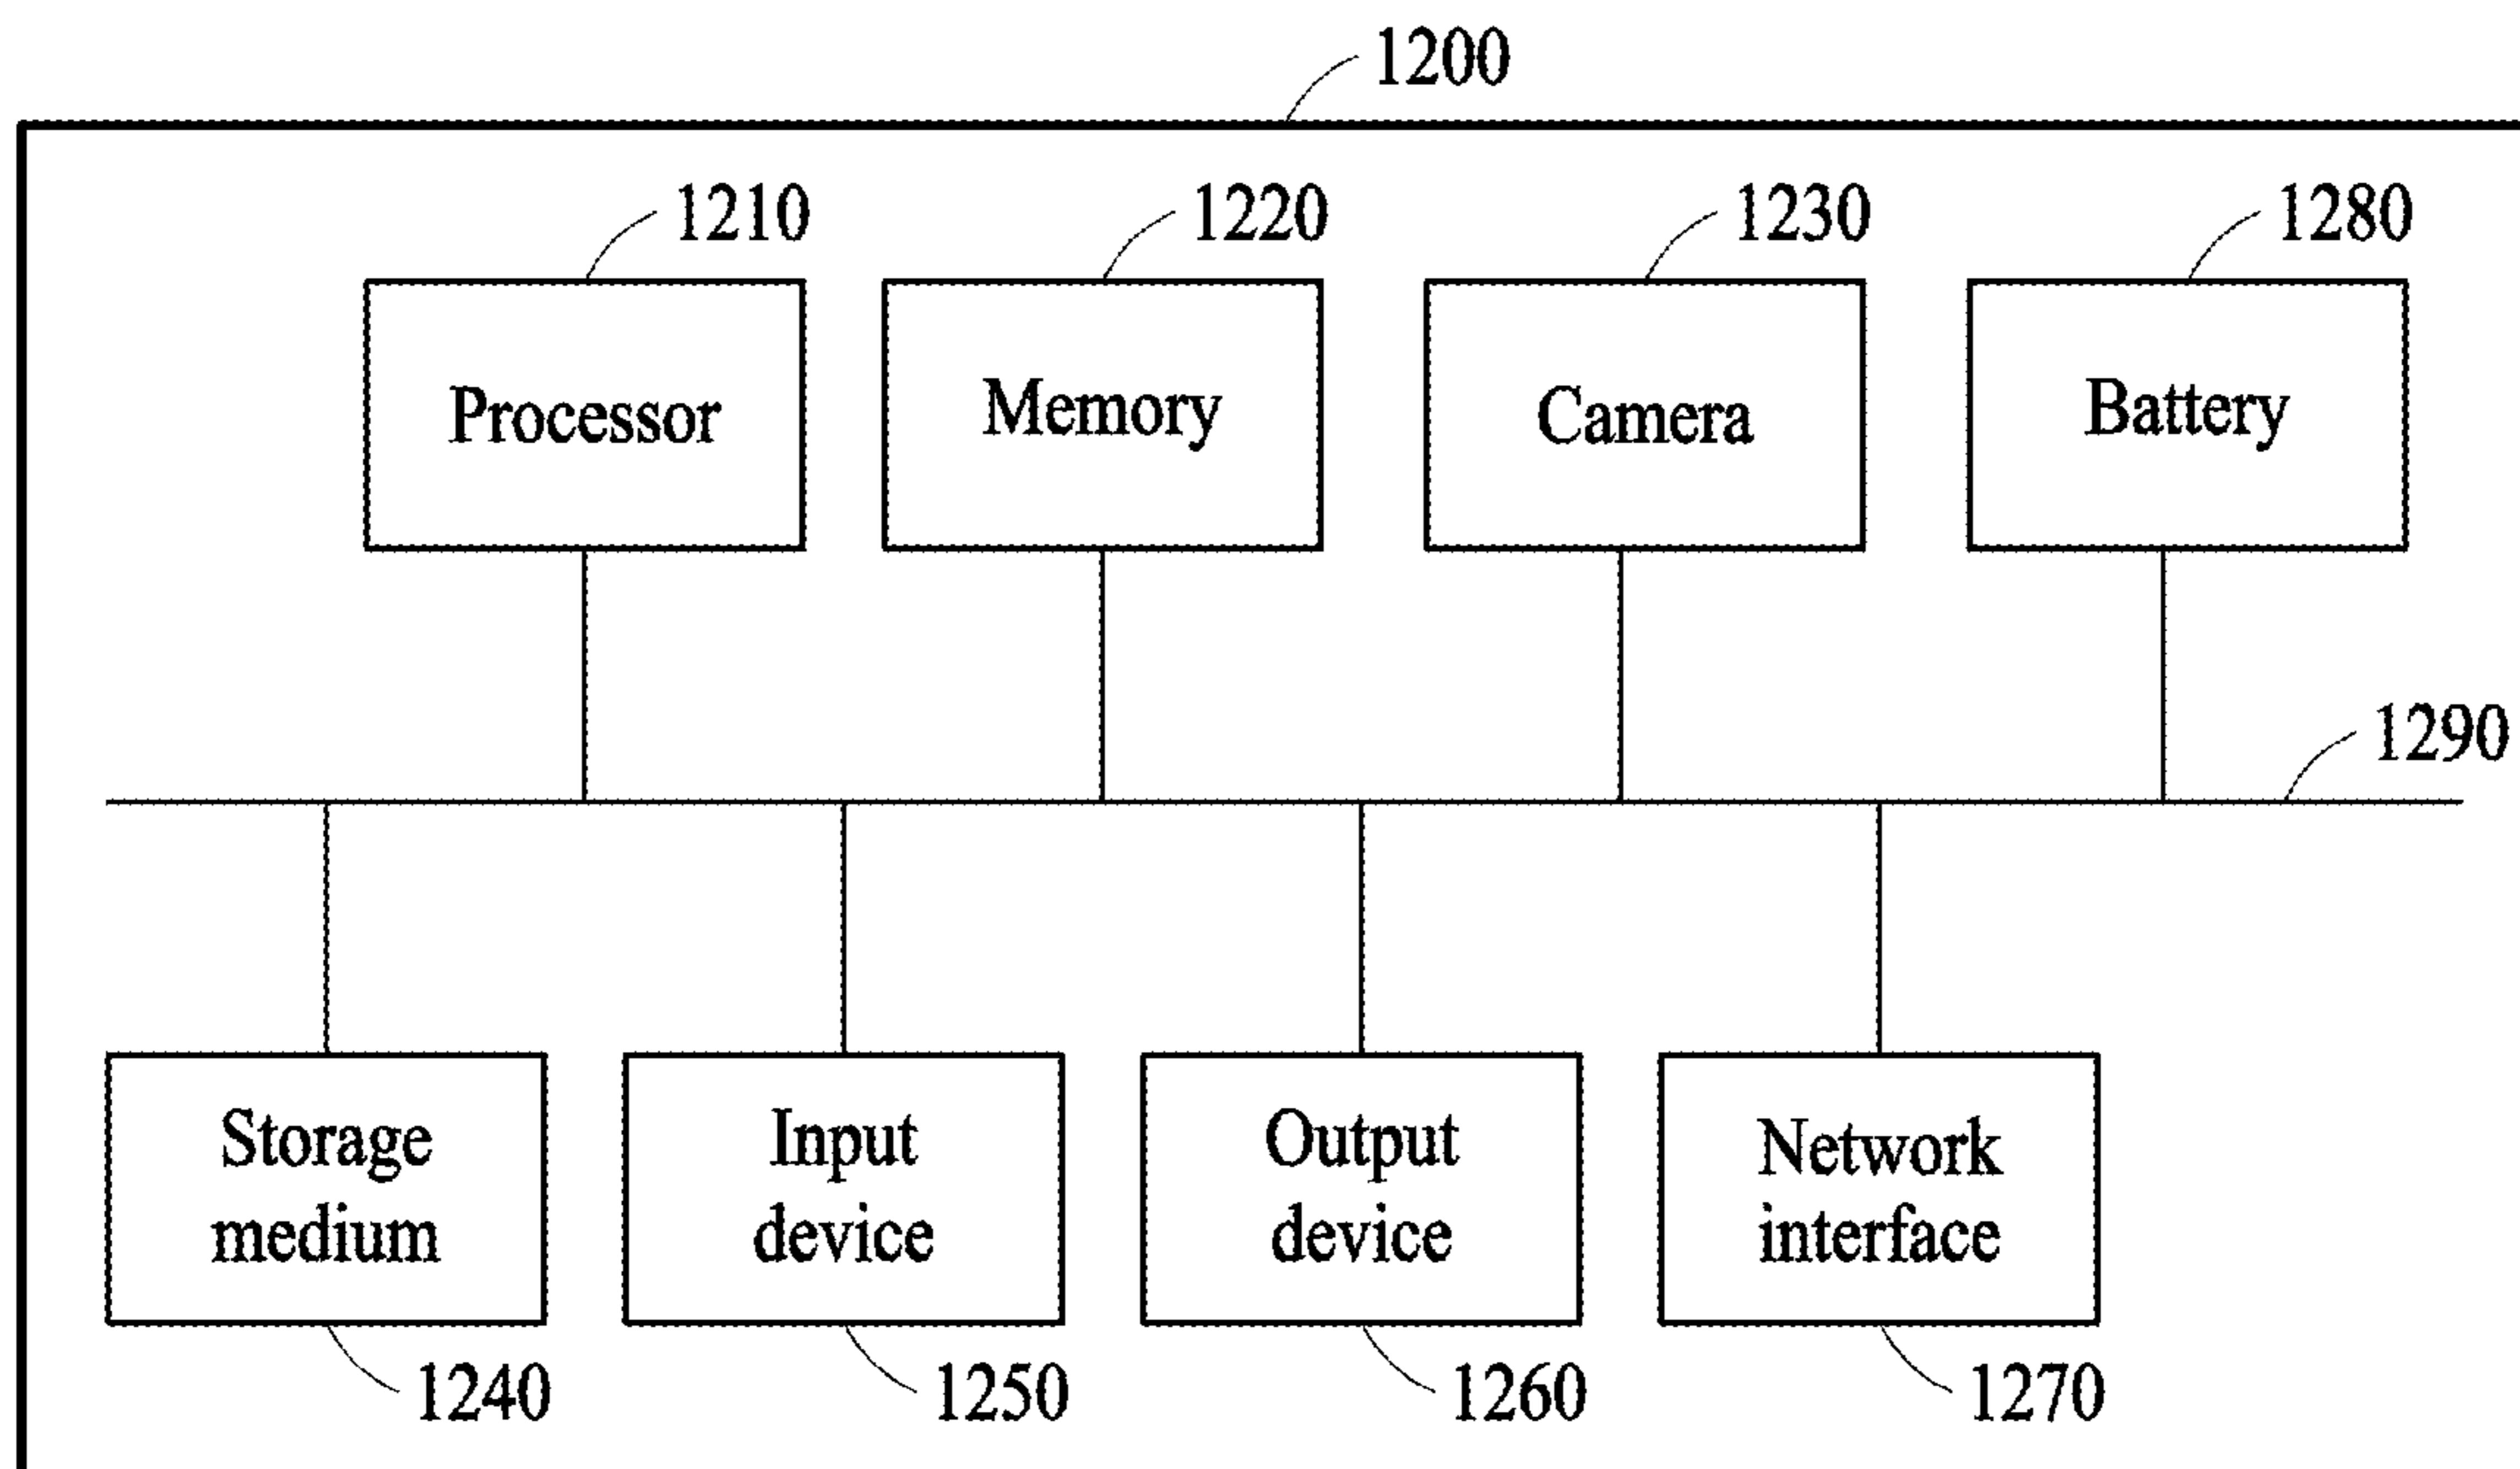 1200
1210
1220
1230
1280
Processor
Memory
Camera
Battery
1290
Storage
medium
Input
device
Output
device
Network
interface
1240
1250
1260
1270